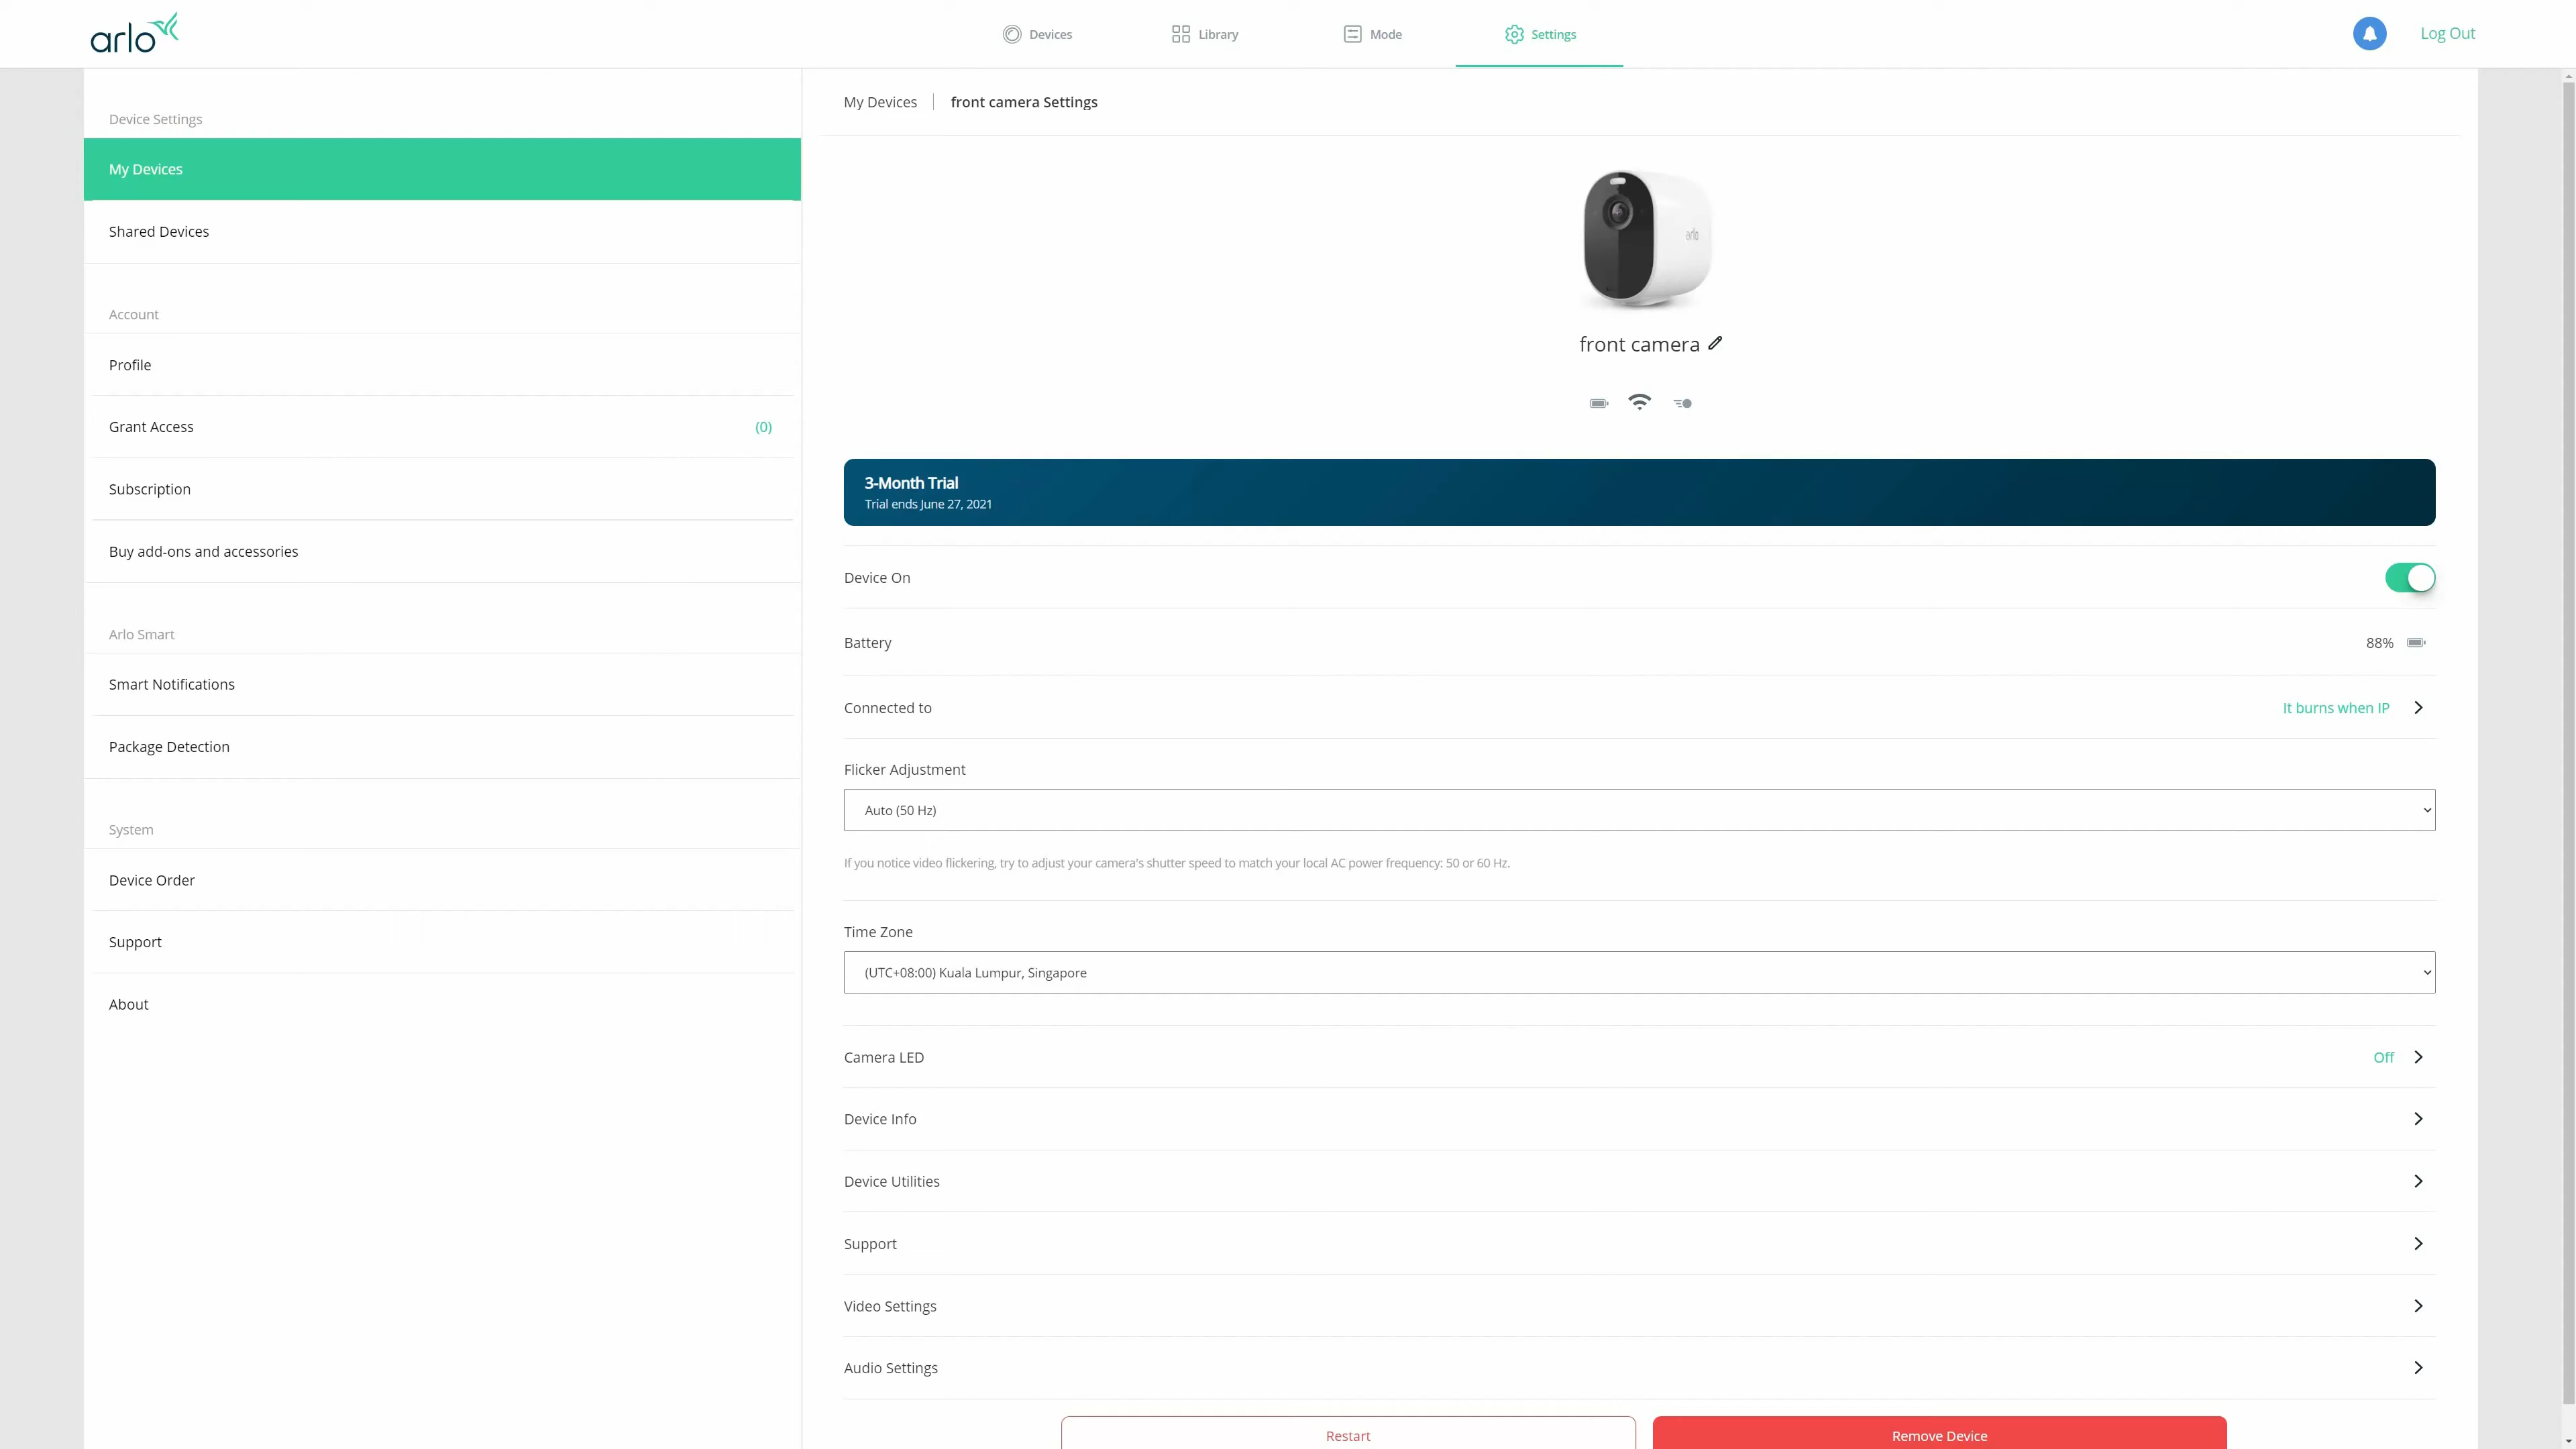 arlo
Devices
Library
Mode
Settings
Log Out
Device Settings
My Devices
Shared Devices
Account
Profile
Grant Access (0)
Subscription
Buy add-ons and accessories
Arlo Smart
Smart Notifications
Package Detection
System
Device Order
Support
About
My Devices
front camera Settings
arlo
front camera
3-Month Trial
Trial ends June 27, 2021
Device On
Battery 88%
Connected to It burns when IP
Flicker Adjustment
Auto (50 Hz)
If you notice video flickering, try to adjust your camera's shutter speed to match your local AC power frequency: 50 or 60 Hz.
Time Zone
(UTC+08:00) Kuala Lumpur, Singapore
Camera LED Off
Device Info
Device Utilities
Support
Video Settings
Audio Settings
Restart
Remove Device